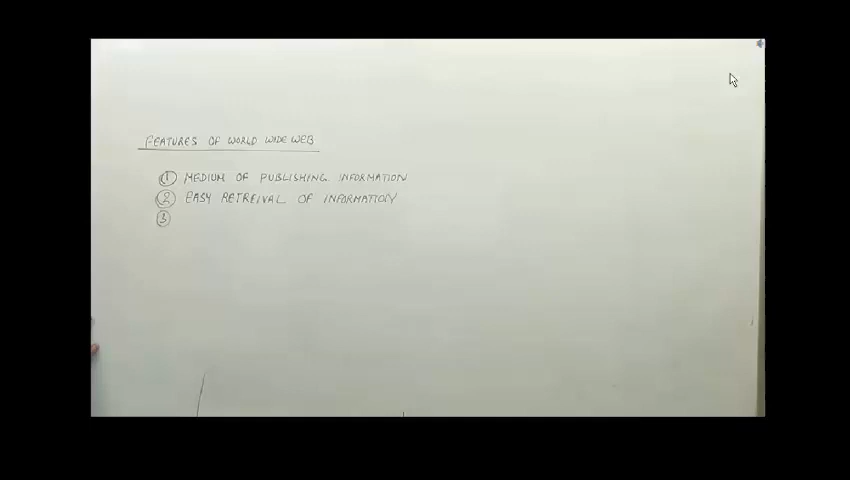 FEATURES OF WORLD WIDE WEB
1 MEDIUM OF PUBLISHING INFORMATION
2 EASY RETREIVAL OF INFORMATION
3